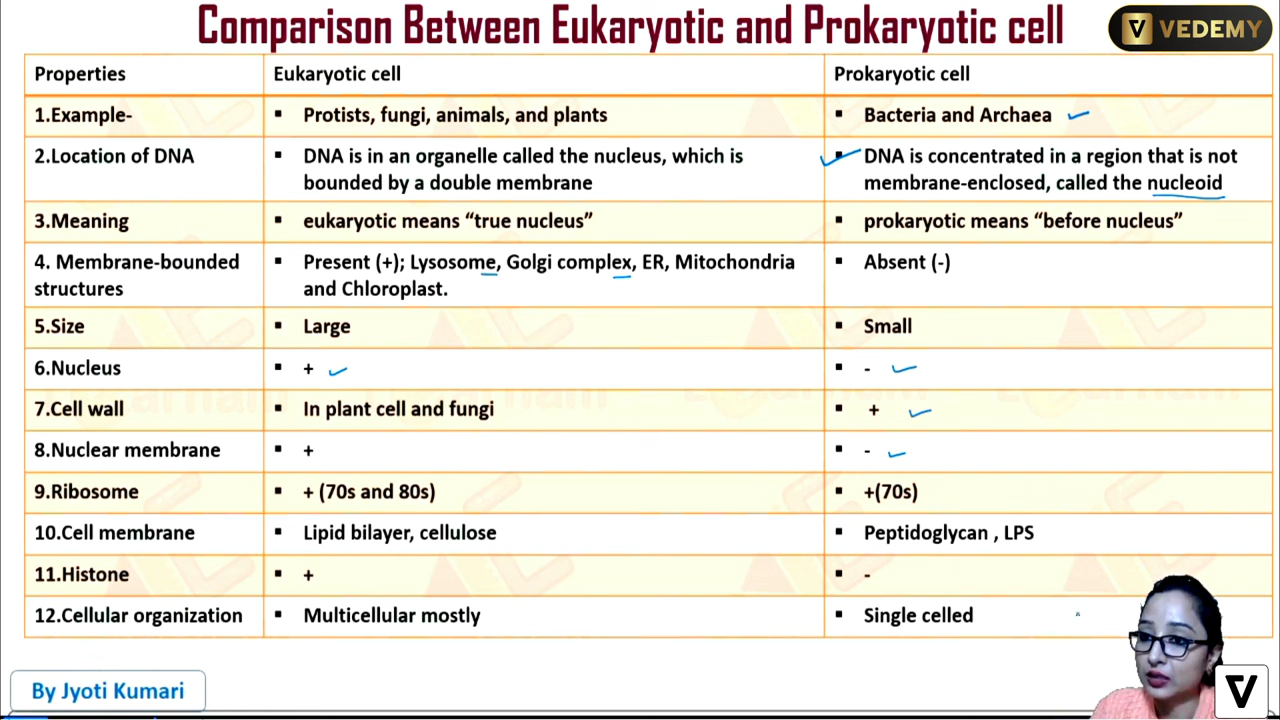 Comparison Between Eukaryotic and Prokaryotic cell
VEDEMY
Properties
Eukaryotic cell
Prokaryotic cell
1.Example-
▪ Protists, fungi, animals, and plants
▪ Bacteria and Archaea
2.Location of DNA
▪ DNA is in an organelle called the nucleus, which is
bounded by a double membrane
▪ DNA is concentrated in a region that is not
membrane-enclosed, called the nucleoid
3.Meaning
▪ eukaryotic means “true nucleus”
▪ prokaryotic means “before nucleus”
4. Membrane-bounded
structures
▪ Present (+); Lysosome, Golgi complex, ER, Mitochondria
and Chloroplast.
▪ Absent (-)
5.Size
▪ Large
▪ Small
6.Nucleus
▪ +
▪ -
7.Cell wall
▪ In plant cell and fungi
▪ +
8.Nuclear membrane
▪ +
▪ -
9.Ribosome
▪ + (70s and 80s)
▪ +(70s)
10.Cell membrane
▪ Lipid bilayer, cellulose
▪ Peptidoglycan , LPS
11.Histone
▪ +
▪ -
12.Cellular organization
▪ Multicellular mostly
▪ Single celled
By Jyoti Kumari